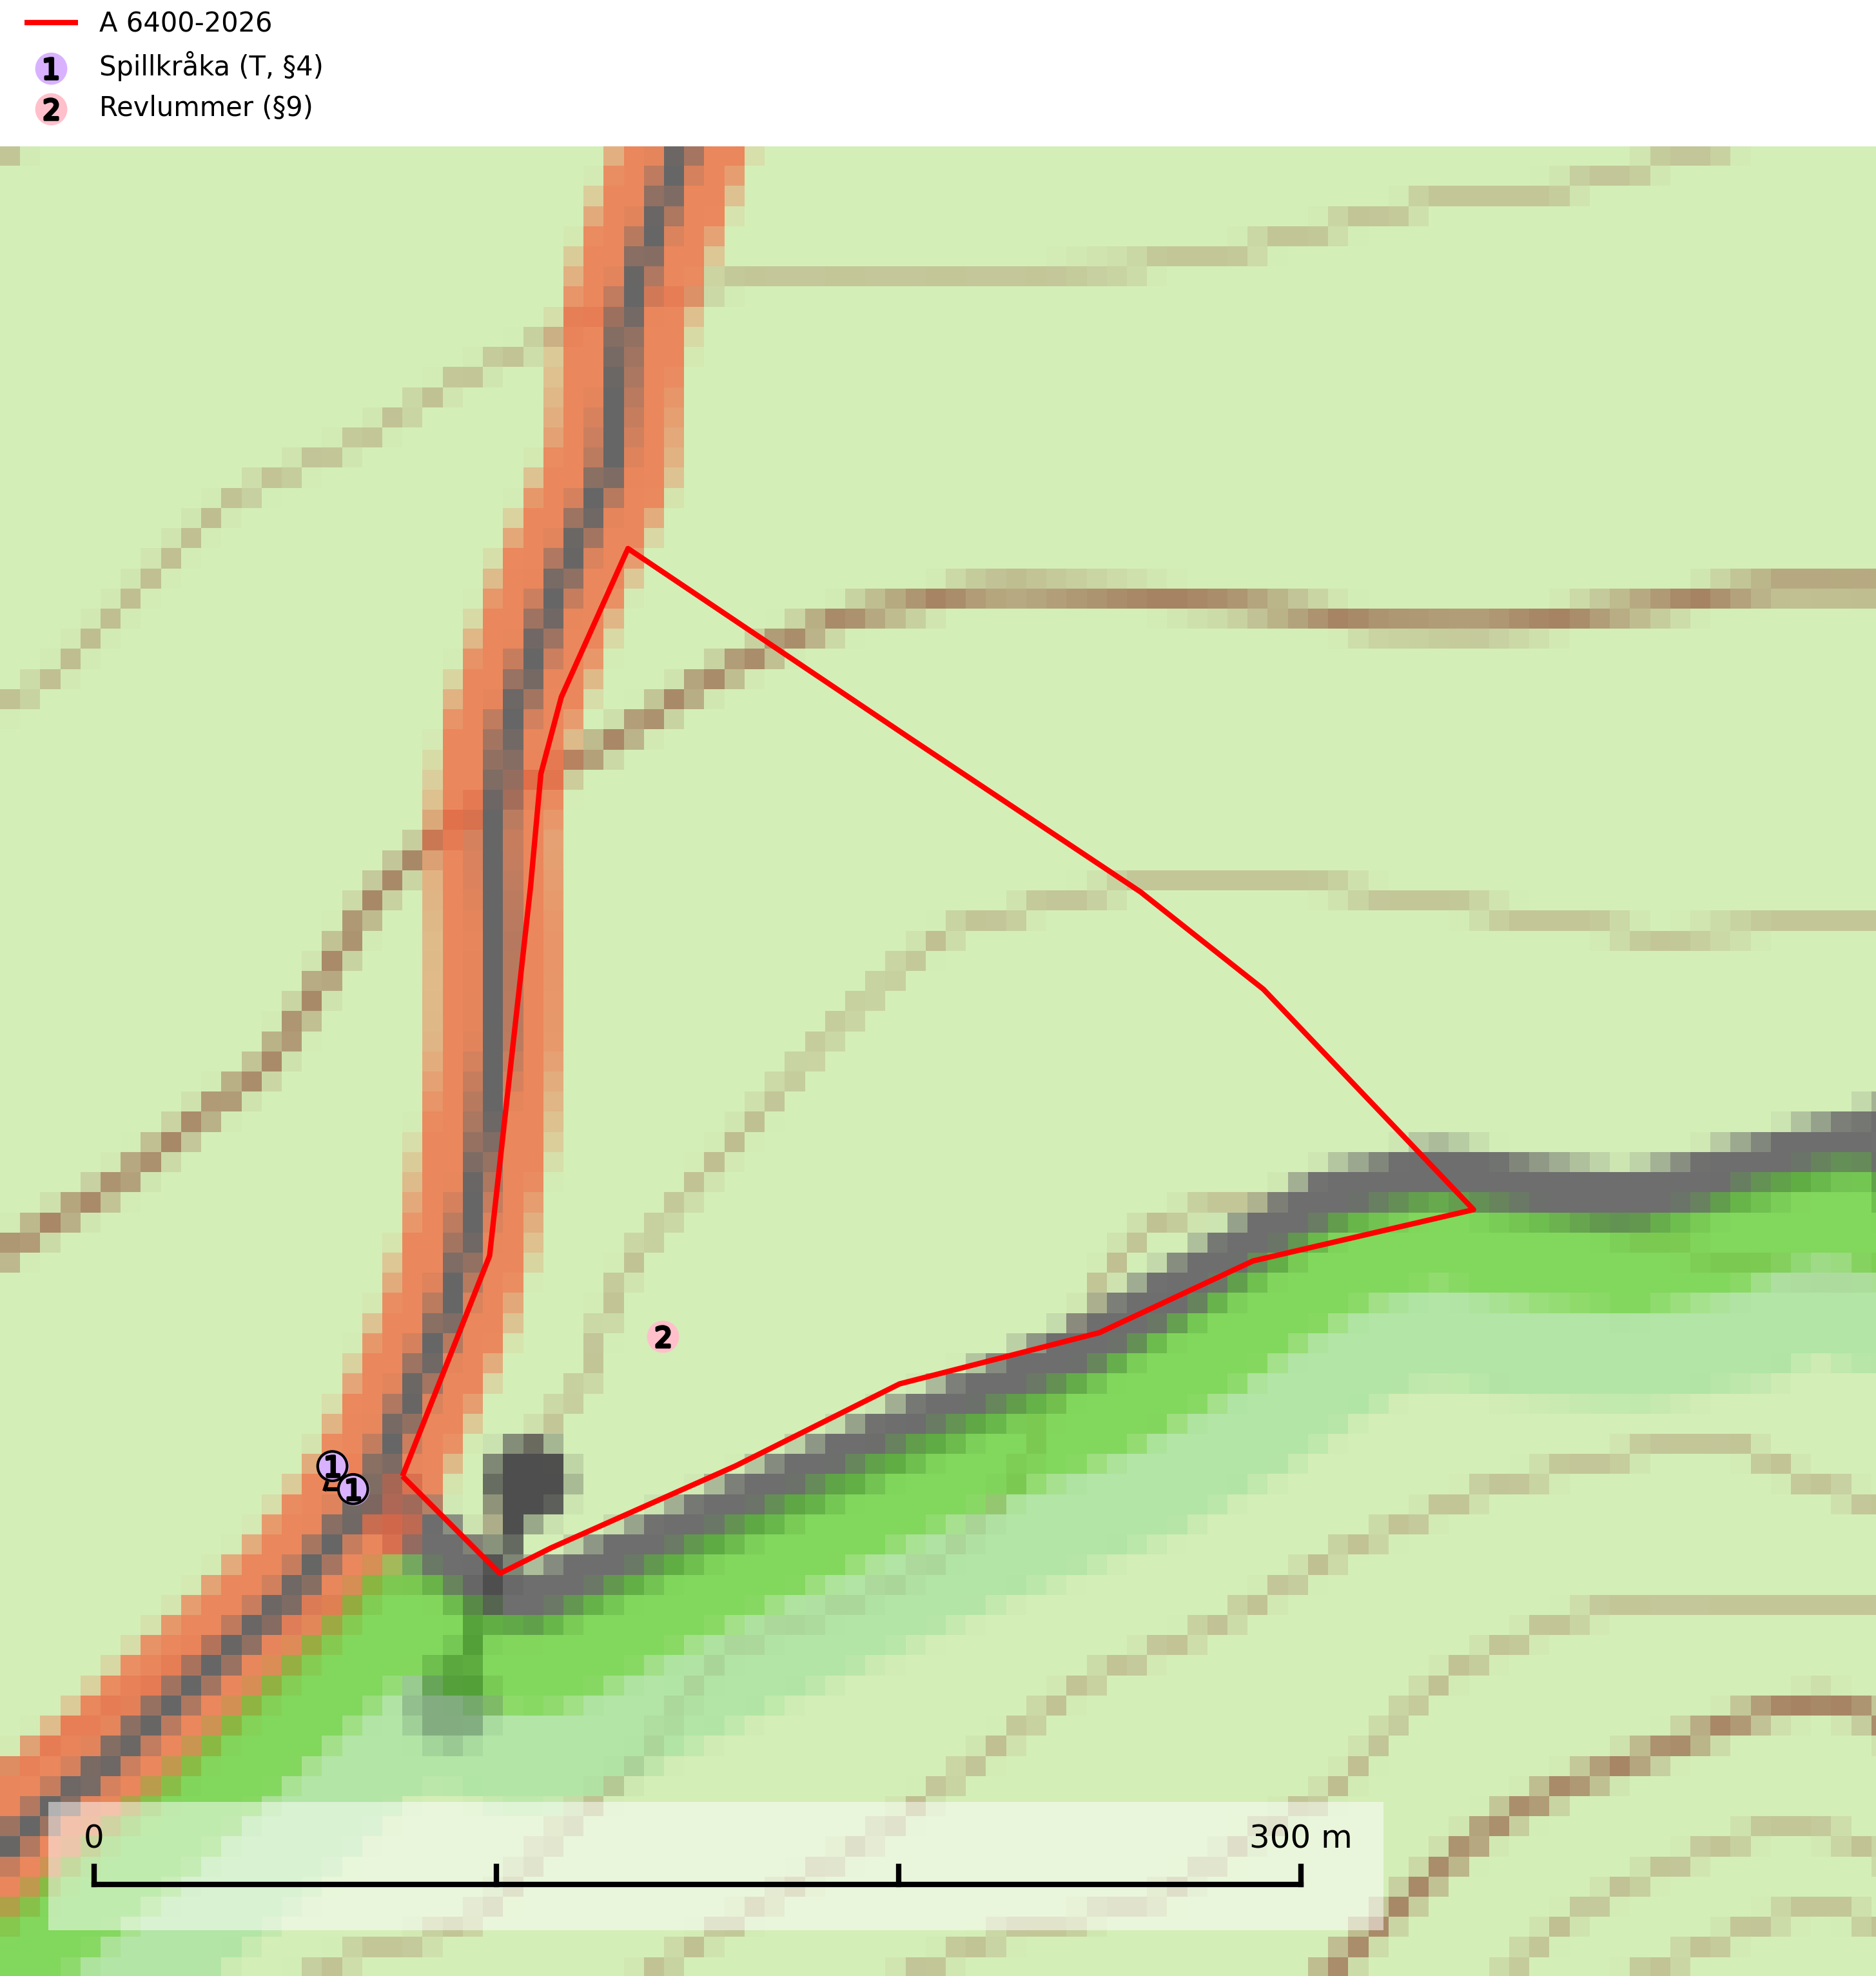 A 6400-2026
1 Spillkråka (T, §4)
2 Revlummer (§9)
2
1
1
0 300 m